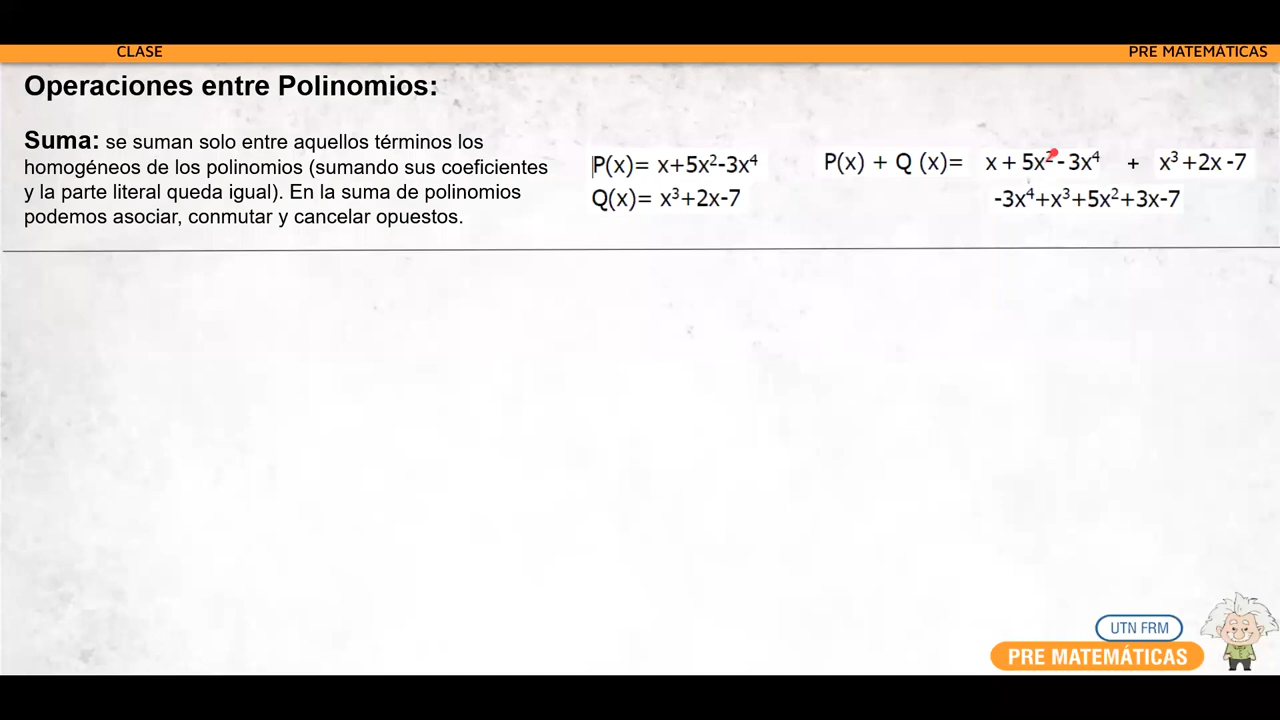 CLASE
PRE MATEMÁTICAS
Operaciones entre Polinomios:
Suma: se suman solo entre aquellos términos los
homogéneos de los polinomios (sumando sus coeficientes
y la parte literal queda igual). En la suma de polinomios
podemos asociar, conmutar y cancelar opuestos.
P(x)= x+5x²-3x⁴
Q(x)= x³+2x-7
P(x) + Q (x)= x + 5x² - 3x⁴ + x³+2x -7
-3x⁴+x³+5x²+3x-7
UTN FRM
PRE MATEMÁTICAS